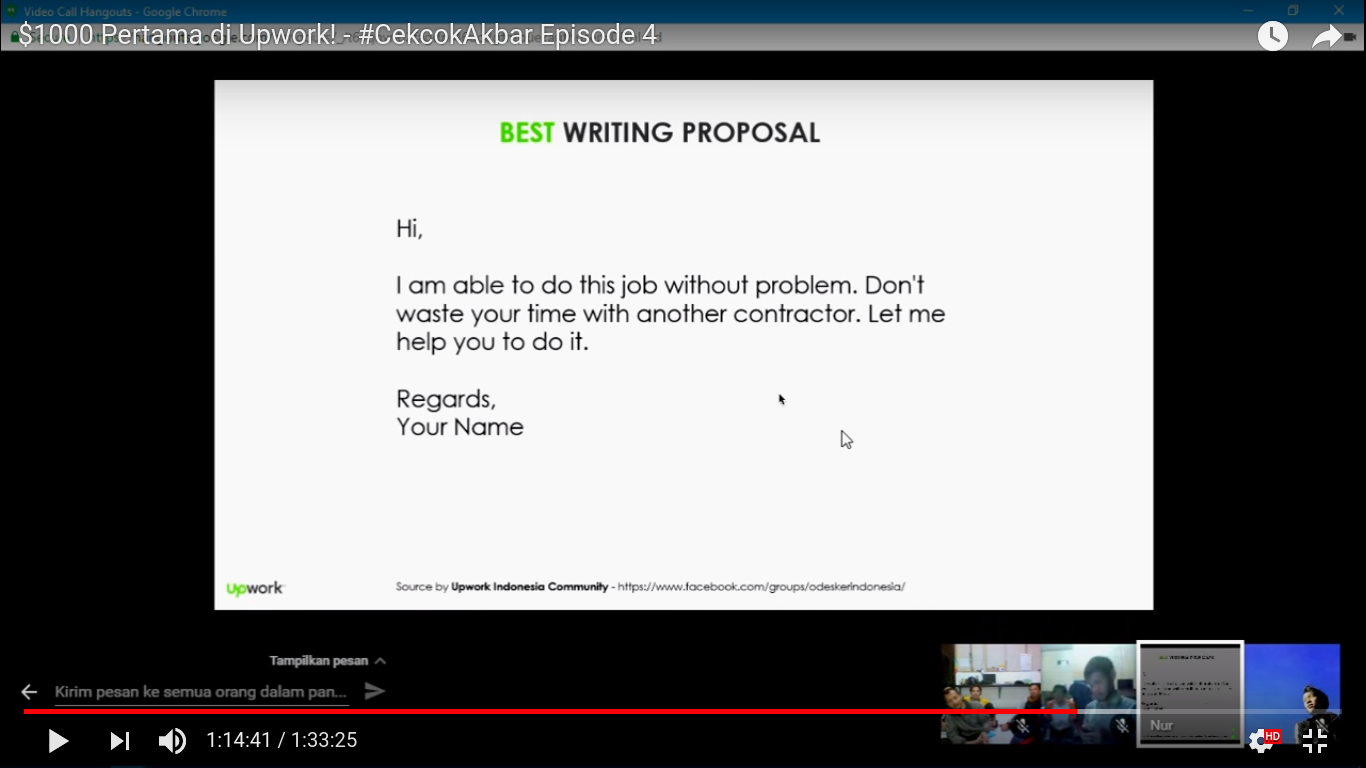 Video Call Hangouts - Google Chrome
$1000 Pertama di Upwork! - #CekcokAkbar Episode 4
BEST WRITING PROPOSAL
Hi,
I am able to do this job without problem. Don't
waste your time with another contractor. Let me
help you to do it.
Regards,
Your Name
upwork
Source by Upwork Indonesia Community - https://www.facebook.com/groups/odeskerindonesia/
Tampilkan pesan
Kirim pesan ke semua orang dalam pan...
Nur
1:14:41 / 1:33:25
HD